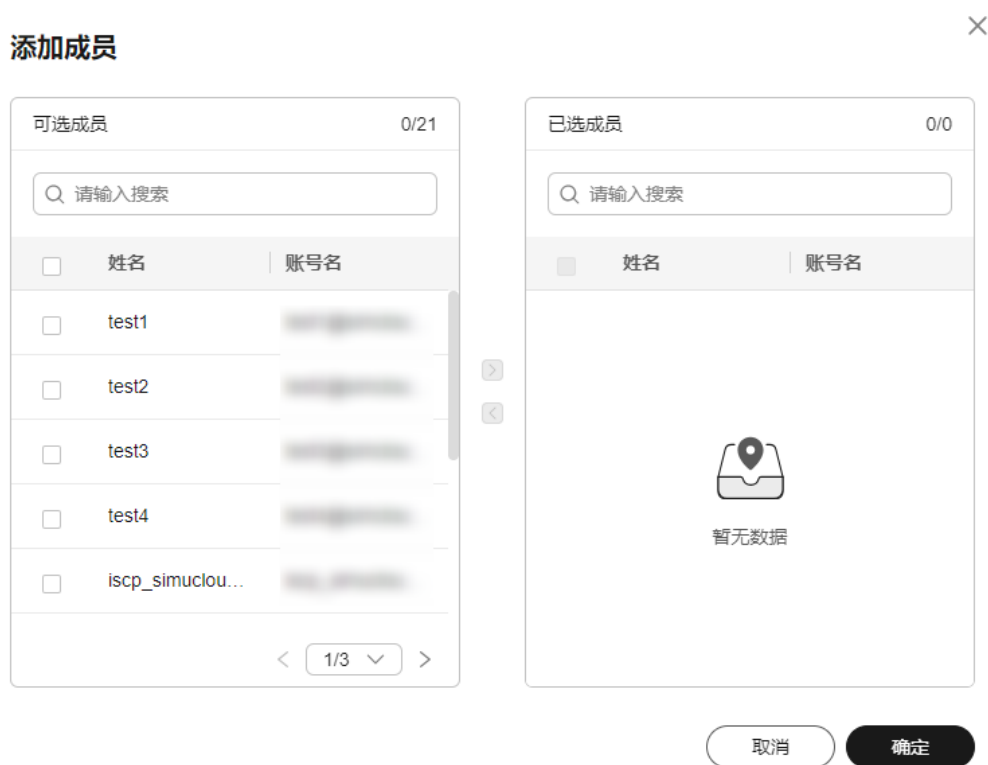 添加成员
可选成员 0/21
请输入搜索
姓名 账号名
test1
test2
test3
test4
iscp_simuclou...
1/3
已选成员 0/0
请输入搜索
姓名 账号名
暂无数据
取消 确定